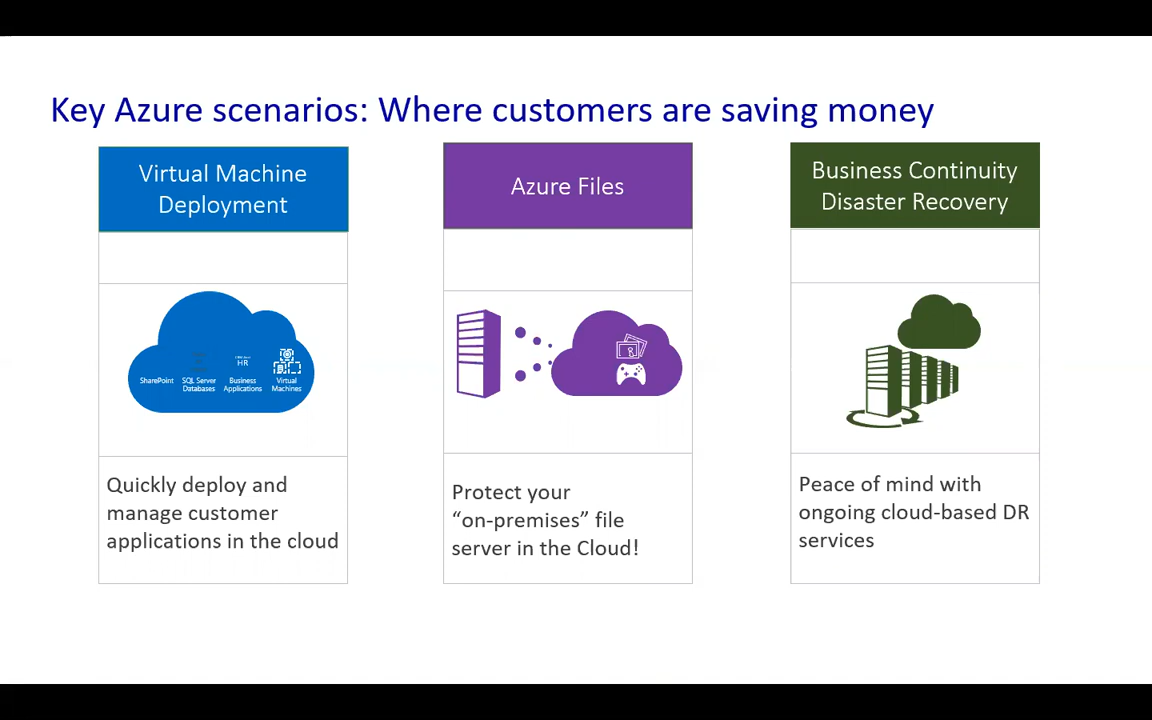 Key Azure scenarios: Where customers are saving money
Virtual Machine
Deployment
SharePoint
SQL Server
Databases
HR
Business
Applications
Virtual
Machines
Quickly deploy and
manage customer
applications in the cloud
Azure Files
Protect your
“on-premises” file
server in the Cloud!
Business Continuity
Disaster Recovery
Peace of mind with
ongoing cloud-based DR
services